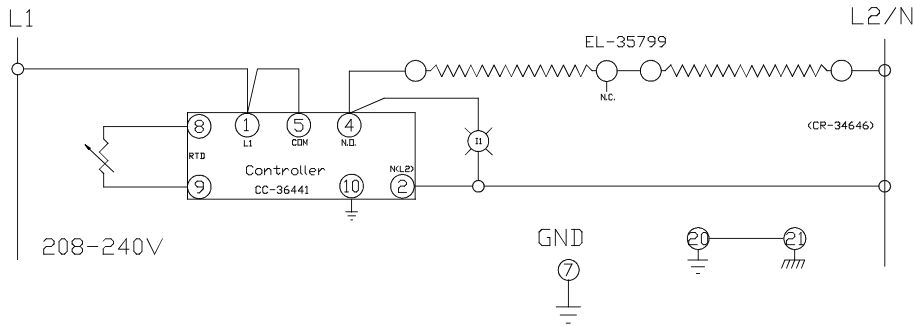 L1
L2/N
EL-35799
N.C.
8
1
5
4
L1
COM
N.O.
I1
(CR-34646)
RTD
Controller
N(L2)
9
CC-36441
10
2
208-240V
GND
7
20
21